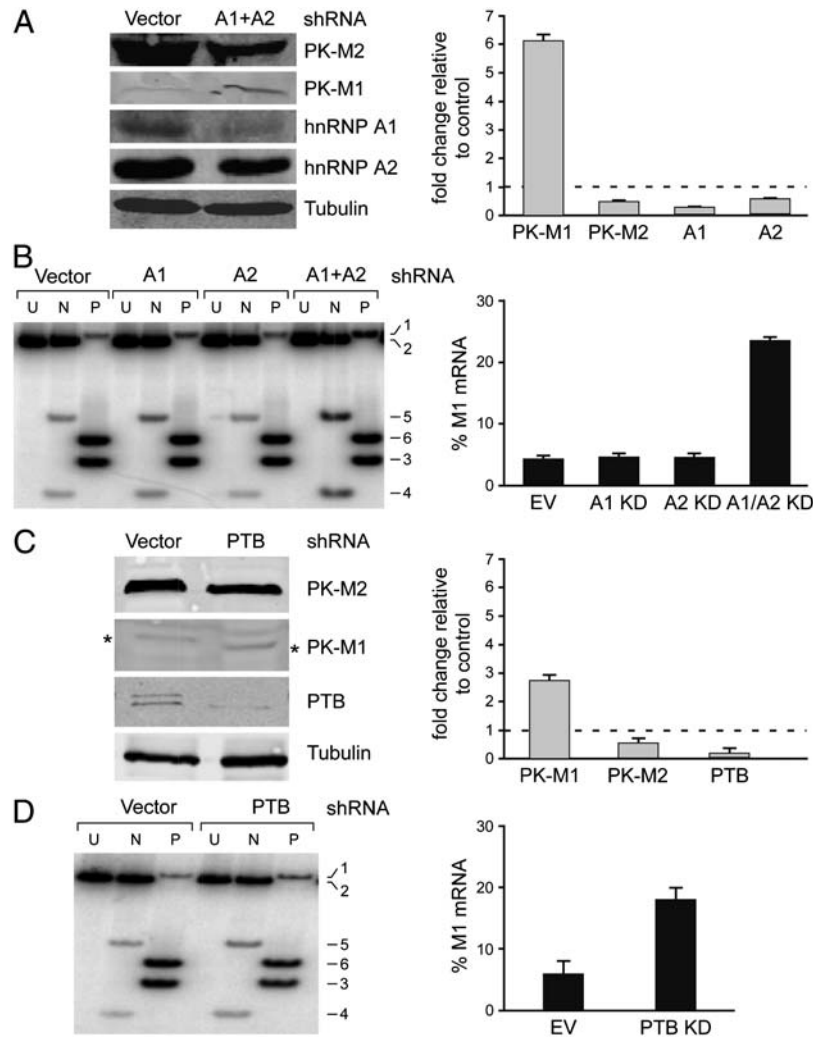 A
Vector A1+A2 shRNA
PK-M2
PK-M1
hnRNP A1
hnRNP A2
Tubulin
fold change relative
to control
7
6
5
4
3
2
1
0
PK-M1 PK-M2 A1 A2
B
Vector A1 A2 A1+A2 shRNA
U N P U N P U N P U N P
1
2
5
6
3
4
% M1 mRNA
30
20
10
0
EV A1 KD A2 KD A1/A2 KD
C
Vector PTB shRNA
PK-M2
* PK-M1 *
PTB
Tubulin
fold change relative
to control
7
3
2
1
0
PK-M1 PK-M2 PTB
D
Vector PTB shRNA
U N P U N P
1
2
5
6
3
4
% M1 mRNA
30
20
10
0
EV PTB KD